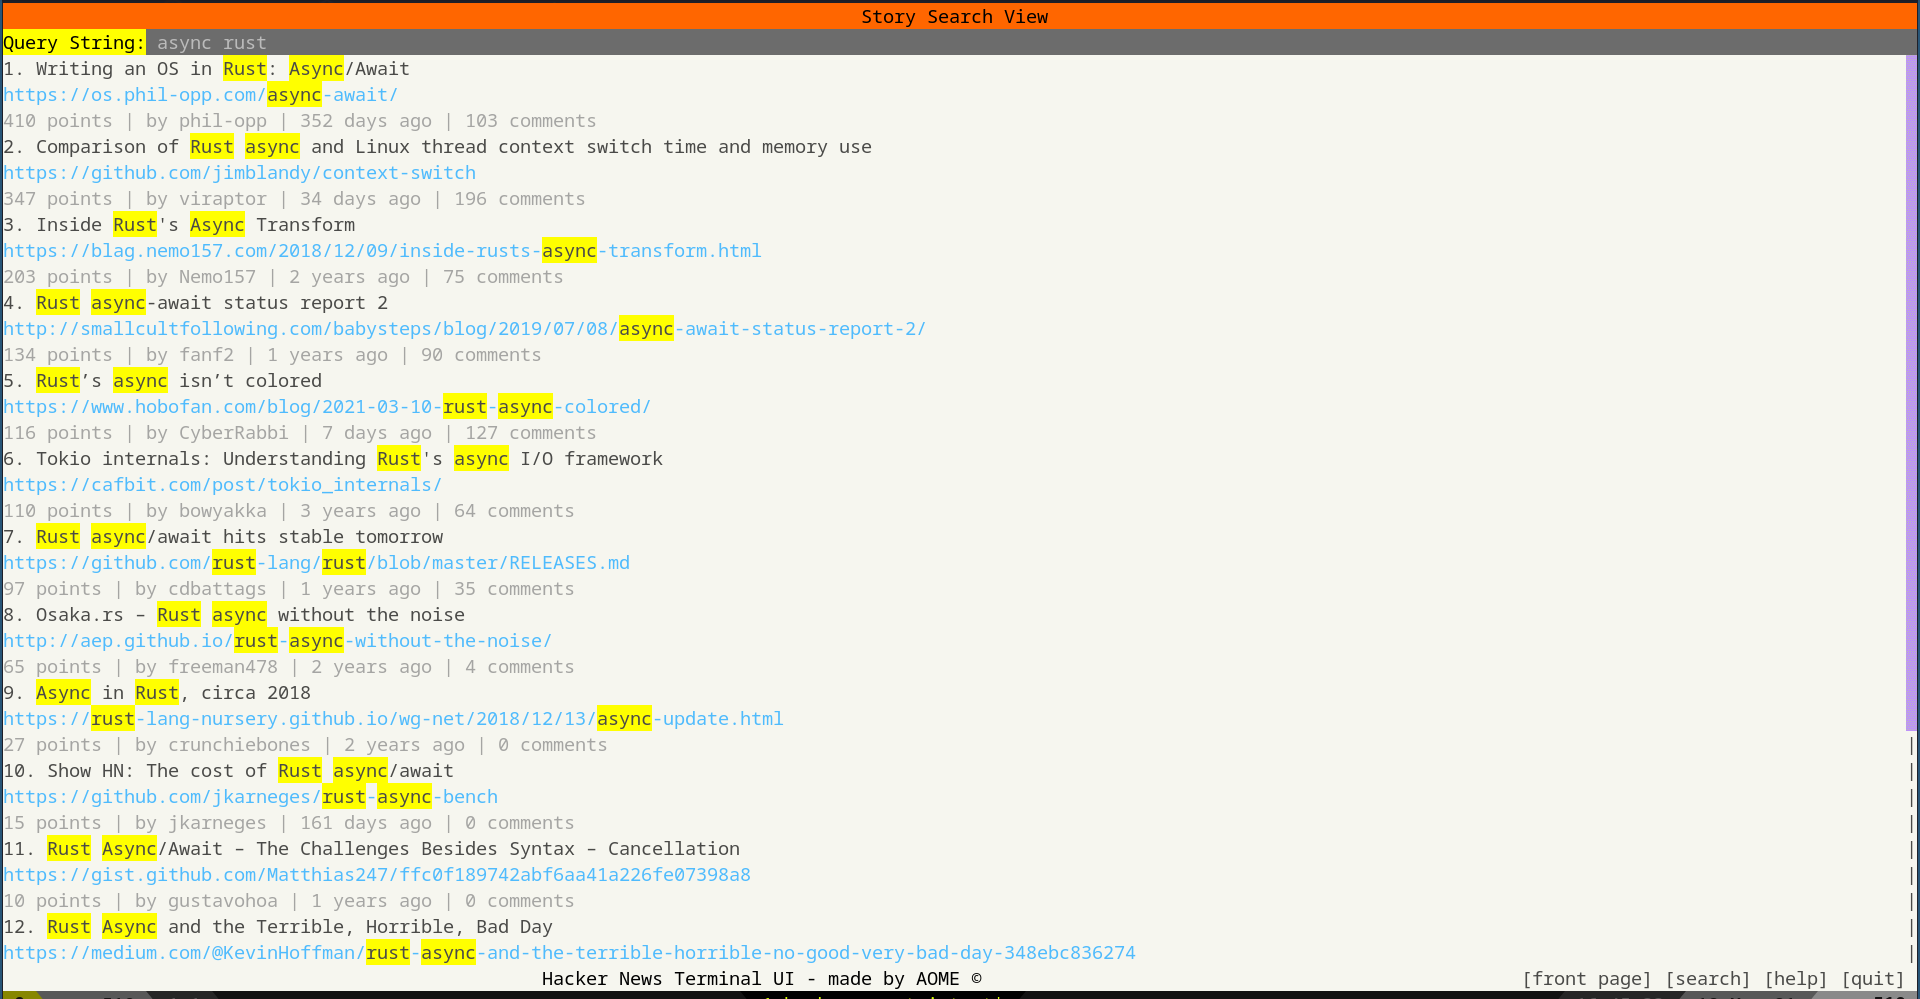 Story Search View
Query String: async rust
1. Writing an OS in Rust: Async/Await
https://os.phil-opp.com/async-await/
410 points | by phil-opp | 352 days ago | 103 comments
2. Comparison of Rust async and Linux thread context switch time and memory use
https://github.com/jimblandy/context-switch
347 points | by viraptor | 34 days ago | 196 comments
3. Inside Rust's Async Transform
https://blag.nemo157.com/2018/12/09/inside-rusts-async-transform.html
203 points | by Nemo157 | 2 years ago | 75 comments
4. Rust async-await status report 2
http://smallcultfollowing.com/babysteps/blog/2019/07/08/async-await-status-report-2/
134 points | by fanf2 | 1 years ago | 90 comments
5. Rust’s async isn’t colored
https://www.hobofan.com/blog/2021-03-10-rust-async-colored/
116 points | by CyberRabbi | 7 days ago | 127 comments
6. Tokio internals: Understanding Rust's async I/O framework
https://cafbit.com/post/tokio_internals/
110 points | by bowyakka | 3 years ago | 64 comments
7. Rust async/await hits stable tomorrow
https://github.com/rust-lang/rust/blob/master/RELEASES.md
97 points | by cdbattags | 1 years ago | 35 comments
8. Osaka.rs – Rust async without the noise
http://aep.github.io/rust-async-without-the-noise/
65 points | by freeman478 | 2 years ago | 4 comments
9. Async in Rust, circa 2018
https://rust-lang-nursery.github.io/wg-net/2018/12/13/async-update.html
27 points | by crunchiebones | 2 years ago | 0 comments
10. Show HN: The cost of Rust async/await
https://github.com/jkarneges/rust-async-bench
15 points | by jkarneges | 161 days ago | 0 comments
11. Rust Async/Await – The Challenges Besides Syntax – Cancellation
https://gist.github.com/Matthias247/ffc0f189742abf6aa41a226fe07398a8
10 points | by gustavohoa | 1 years ago | 0 comments
12. Rust Async and the Terrible, Horrible, Bad Day
https://medium.com/@KevinHoffman/rust-async-and-the-terrible-horrible-no-good-very-bad-day-348ebc836274
Hacker News Terminal UI - made by AOME © [front page] [search] [help] [quit]